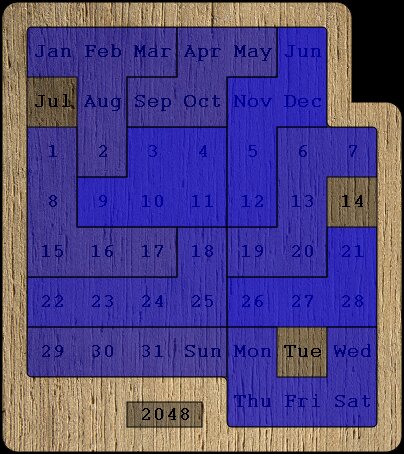 Jan Feb Mar Apr May Jun
Jul Aug Sep Oct Nov Dec
1 2 3 4 5 6 7
8 9 10 11 12 13 14
15 16 17 18 19 20 21
22 23 24 25 26 27 28
29 30 31 Sun Mon Tue Wed
Thu Fri Sat
2048